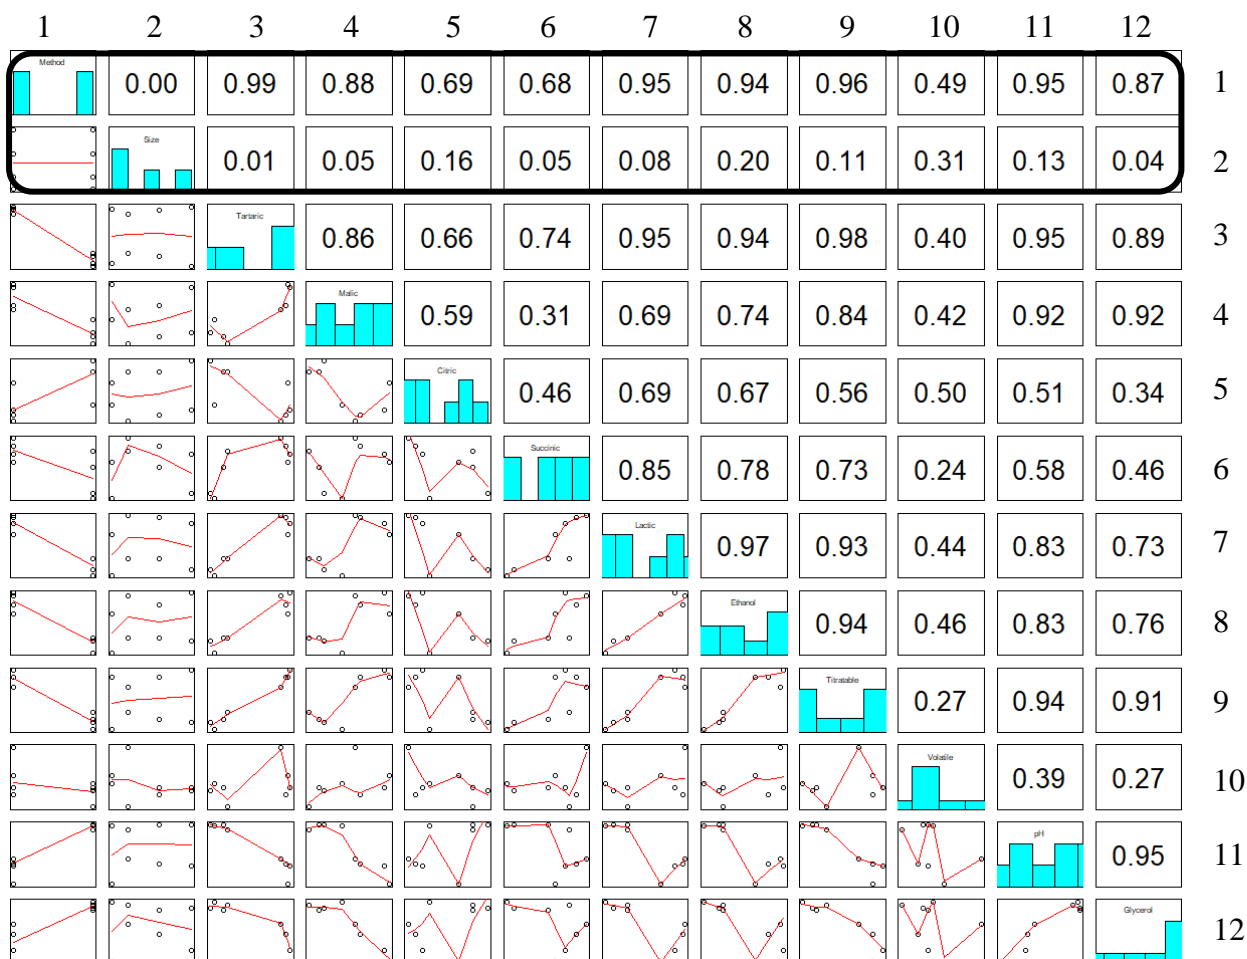 1 2 3 4 5 6 7 8 9 10 11 12
Method 0.00 0.99 0.88 0.69 0.68 0.95 0.94 0.96 0.49 0.95 0.87 1
Size 0.01 0.05 0.16 0.05 0.08 0.20 0.11 0.31 0.13 0.04 2
Tartaric 0.86 0.66 0.74 0.95 0.94 0.98 0.40 0.95 0.89 3
Malic 0.59 0.31 0.69 0.74 0.84 0.42 0.92 0.92 4
Citric 0.46 0.69 0.67 0.56 0.50 0.51 0.34 5
Succinic 0.85 0.78 0.73 0.24 0.58 0.46 6
Lactic 0.97 0.93 0.44 0.83 0.73 7
Ethanol 0.94 0.46 0.83 0.76 8
Titratable 0.27 0.94 0.91 9
Volatile 0.39 0.27 10
pH 0.95 11
Glycerol 12